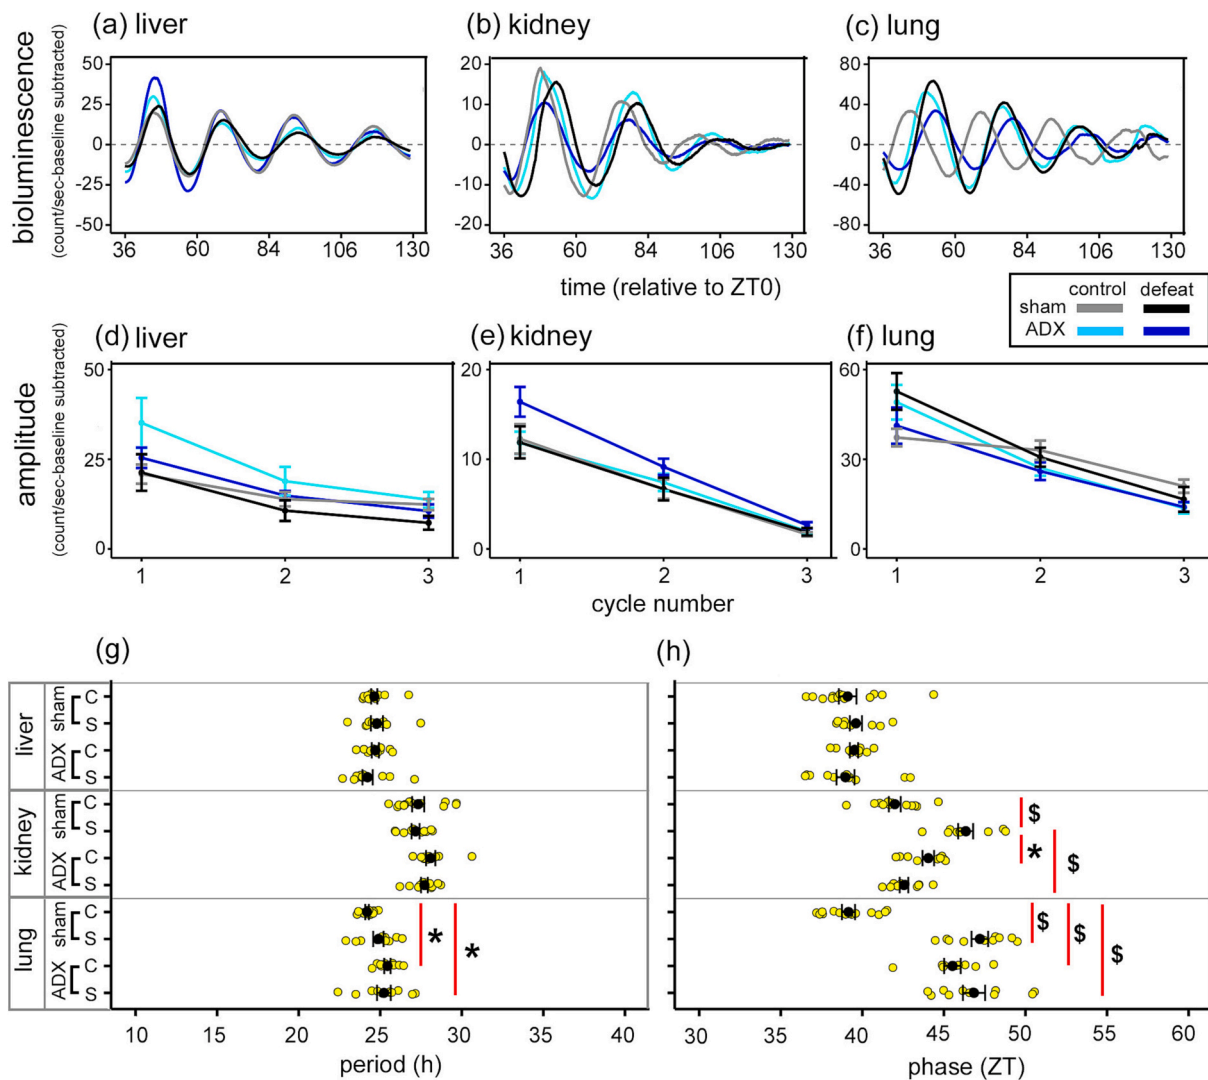 (a) liver
(b) kidney
(c) lung
bioluminescence
(count/sec-baseline subtracted)
50
25
0
-25
-50
36 60 84 106 130
20
10
0
-10
-20
36 60 84 106 130
80
40
0
-40
-80
36 60 84 106 130
time (relative to ZT0)
control defeat
sham
ADX
(d) liver
(e) kidney
(f) lung
amplitude
(count/sec-baseline subtracted)
50
25
0
1 2 3
20
10
0
1 2 3
60
30
0
1 2 3
cycle number
(g)
(h)
liver
sham
C
S
ADX
C
S
kidney
sham
C
S
ADX
C
S
lung
sham
C
S
ADX
C
S
* *
$
* $
$ $ $
10 15 20 25 30 35 40
period (h)
30 35 40 45 50 55 60
phase (ZT)